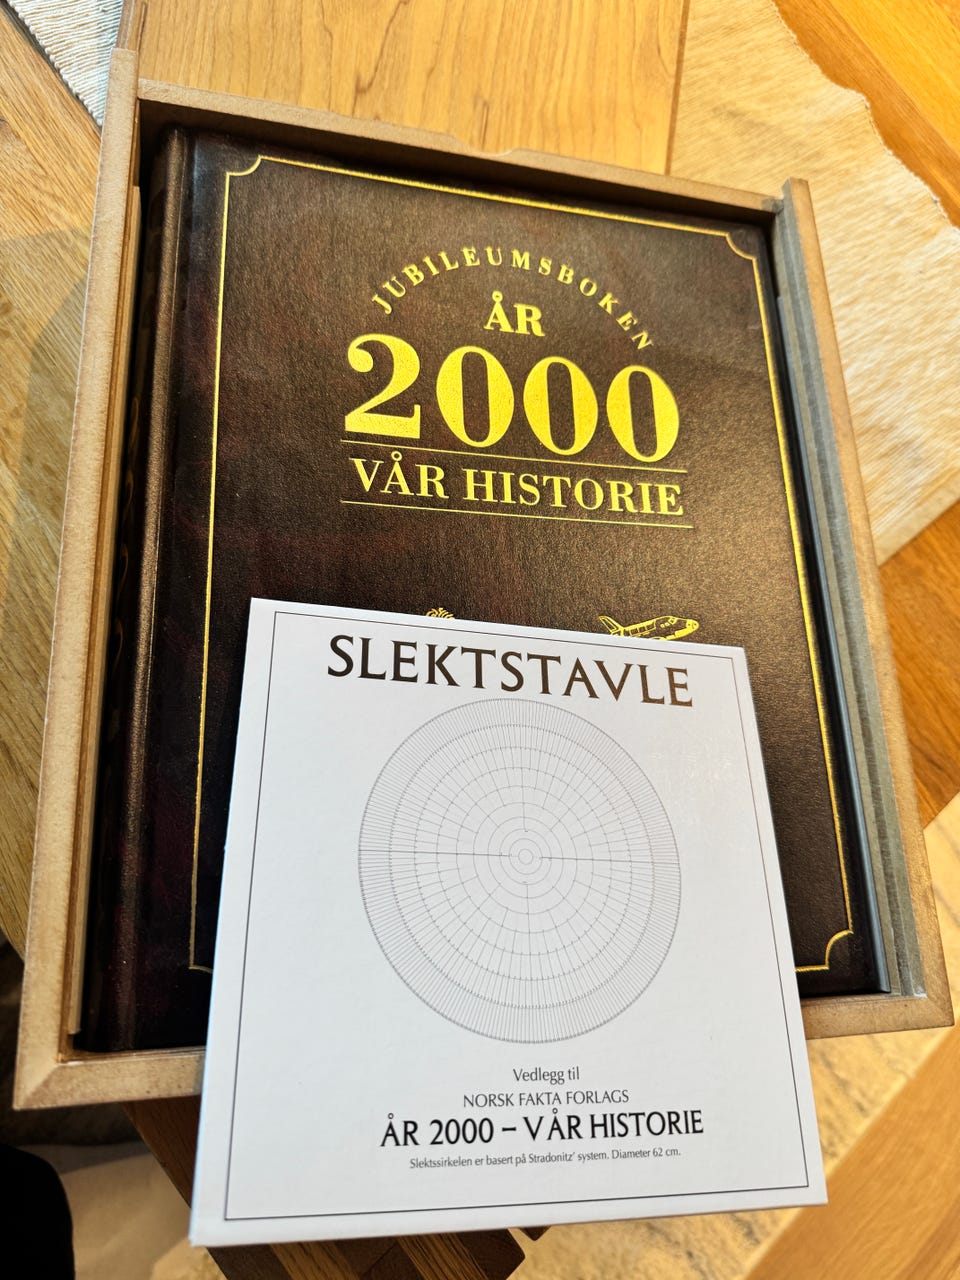 JUBILEUMSBOKEN
ÅR
2000
VÅR HISTORIE
SLEKTSTAVLE
Vedlegg til
NORSK FAKTA FORLAGS
ÅR 2000 – VÅR HISTORIE
Slektssirkelen er basert på Stradonitz' system. Diameter 62 cm.